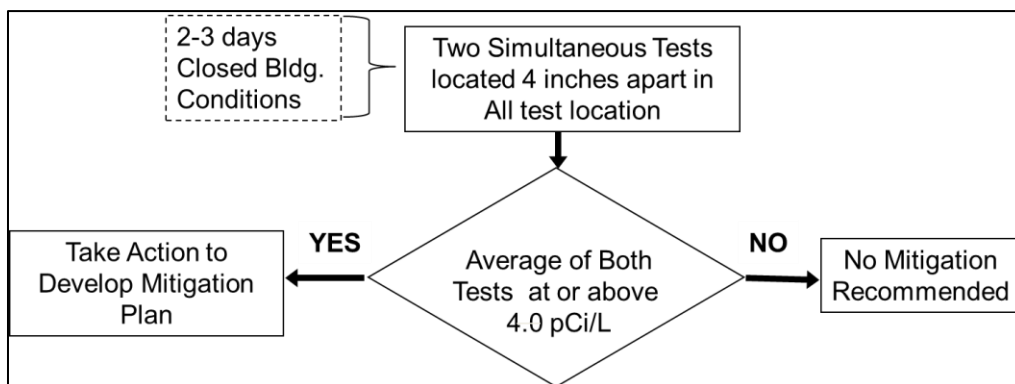 2-3 days
Closed Bldg.
Conditions
Two Simultaneous Tests
located 4 inches apart in
All test location
YES
NO
Take Action to
Develop Mitigation
Plan
Average of Both
Tests at or above
4.0 pCi/L
No Mitigation
Recommended